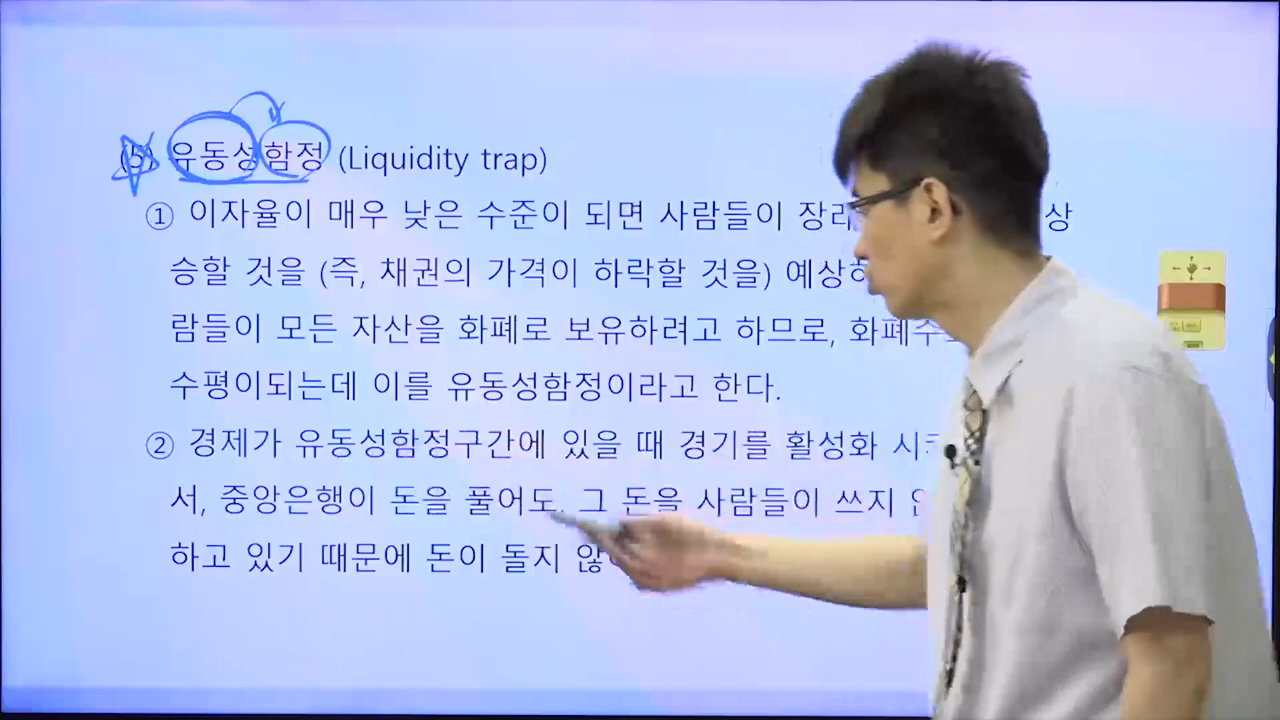 (5) 유동성함정 (Liquidity trap)
① 이자율이 매우 낮은 수준이 되면 사람들이 장래 상
승할 것을 (즉, 채권의 가격이 하락할 것을) 예상하
람들이 모든 자산을 화폐로 보유하려고 하므로, 화폐수
수평이되는데 이를 유동성함정이라고 한다.
② 경제가 유동성함정구간에 있을 때 경기를 활성화 시
서, 중앙은행이 돈을 풀어도, 그 돈을 사람들이 쓰지
하고 있기 때문에 돈이 돌지 않